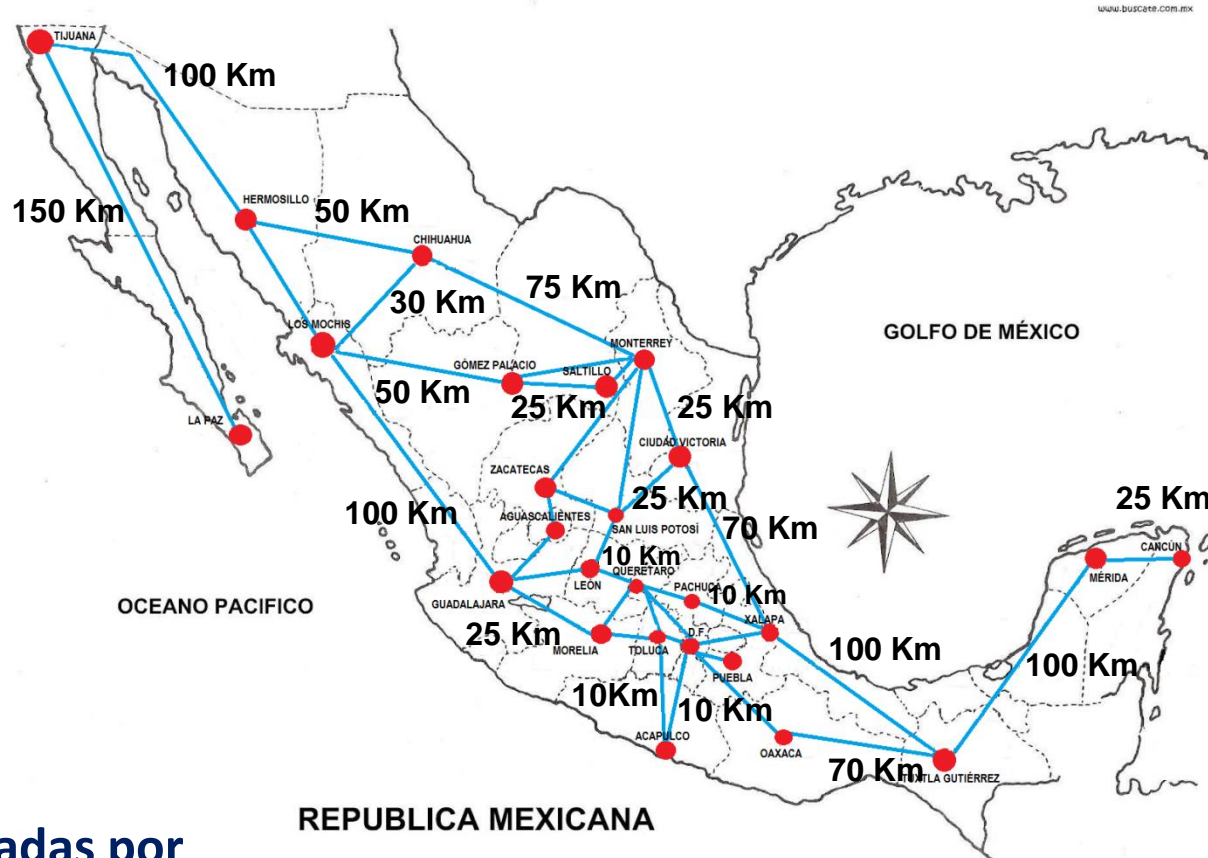 www.buscate.com.mx
TIJUANA
100 Km
HERMOSILLO
150 Km
50 Km
CHIHUAHUA
75 Km
30 Km
LOS MOCHIS
GOLFO DE MÉXICO
MONTERREY
GÓMEZ PALACIO
SALTILLO
50 Km
25 Km
25 Km
LA PAZ
CIUDAD VICTORIA
ZACATECAS
25 Km
25 Km
100 Km
AGUASCALIENTES
SAN LUIS POTOSÍ
70 Km
10 Km
CANCÚN
QUERETARO
MÉRIDA
LEÓN
PACHUCA
10 Km
OCEANO PACIFICO
GUADALAJARA
XALAPA
25 Km
D.F.
MORELIA
TOLUCA
100 Km
100 Km
PUEBLA
10Km
10 Km
ACAPULCO
OAXACA
70 Km
TUXTLA GUTIÉRREZ
REPUBLICA MEXICANA
adas por